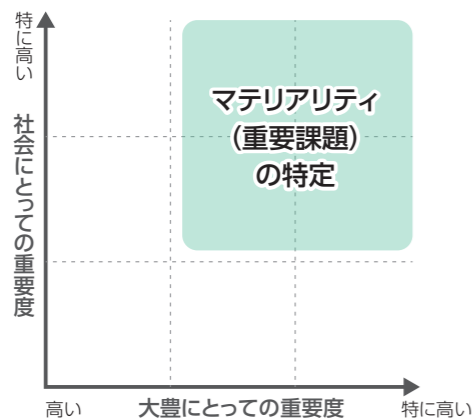 特に高い
社会にとっての重要度
マテリアリティ
(重要課題)
の特定
高い
大豊にとっての重要度
特に高い